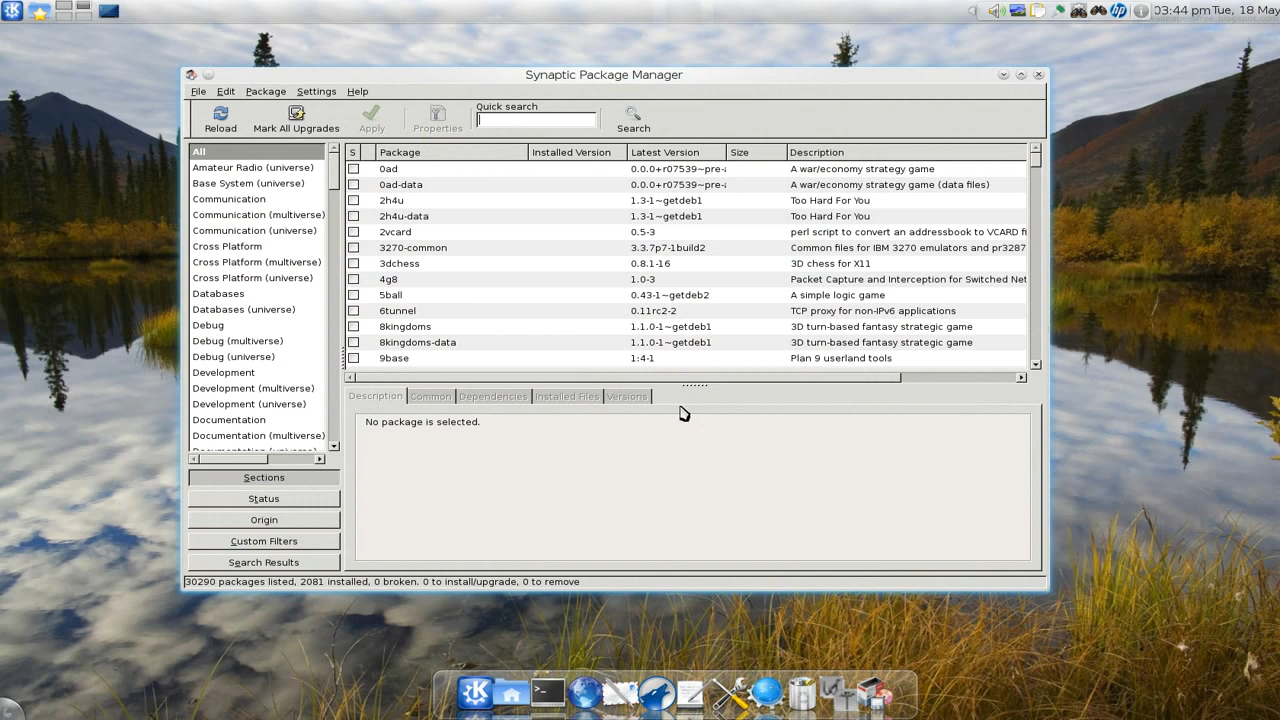 03:44 pm Tue, 18 May
Synaptic Package Manager
File Edit Package Settings Help
Reload Mark All Upgrades Apply Properties Quick search Search
All
Amateur Radio (universe)
Base System (universe)
Communication
Communication (multiverse)
Communication (universe)
Cross Platform
Cross Platform (multiverse)
Cross Platform (universe)
Databases
Databases (universe)
Debug
Debug (multiverse)
Debug (universe)
Development
Development (multiverse)
Development (universe)
Documentation
Documentation (multiverse)
Documentation (universe)
Sections
Status
Origin
Custom Filters
Search Results
S Package Installed Version Latest Version Size Description
0ad 0.0.0+r07539~pre-a A war/economy strategy game
0ad-data 0.0.0+r07539~pre-a A war/economy strategy game (data files)
2h4u 1.3-1~getdeb1 Too Hard For You
2h4u-data 1.3-1~getdeb1 Too Hard For You
2vcard 0.5-3 perl script to convert an addressbook to VCARD fi
3270-common 3.3.7p7-1build2 Common files for IBM 3270 emulators and pr3287
3dchess 0.8.1-16 3D chess for X11
4g8 1.0-3 Packet Capture and Interception for Switched Net
5ball 0.43-1~getdeb2 A simple logic game
6tunnel 0.11rc2-2 TCP proxy for non-IPv6 applications
8kingdoms 1.1.0-1~getdeb1 3D turn-based fantasy strategic game
8kingdoms-data 1.1.0-1~getdeb1 3D turn-based fantasy strategic game
9base 1:4-1 Plan 9 userland tools
Description Common Dependencies Installed Files Versions
No package is selected.
30290 packages listed, 2081 installed, 0 broken. 0 to install/upgrade, 0 to remove